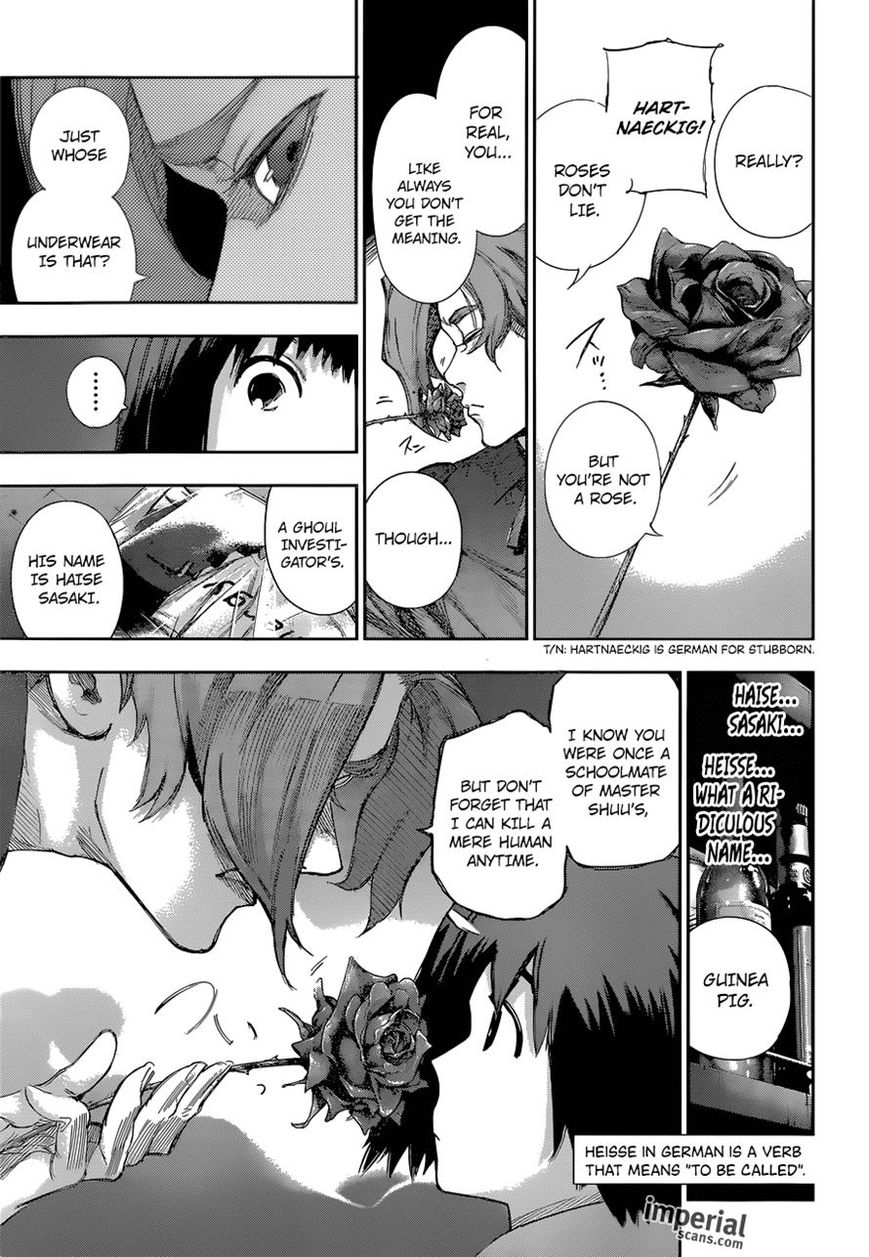 REALLY?
HART-
NAECKIG!
ROSES
DON'T
LIE.
BUT
YOU'RE NOT
A ROSE.
スッ...
T/N: HARTNAECKIG IS GERMAN FOR STUBBORN.
FOR
REAL,
YOU...
LIKE
ALWAYS
YOU DON'T
GET THE
MEANING.
スン
THOUGH...
JUST
WHOSE
UNDERWEAR
IS THAT?
......
A GHOUL
INVESTI-
GATOR'S.
HIS NAME
IS HAISE
SASAKI.
HAISE...
SASAKI...
HEISSE...
WHAT A RI-
DICULOUS
NAME...
GUINEA
PIG.
I KNOW YOU
WERE ONCE A
SCHOOLMATE
OF MASTER
SHUU'S,
BUT DON'T
FORGET THAT
I CAN KILL A
MERE HUMAN
ANYTIME.
HEISSE IN GERMAN IS A VERB
THAT MEANS "TO BE CALLED".
imperial
scans.com